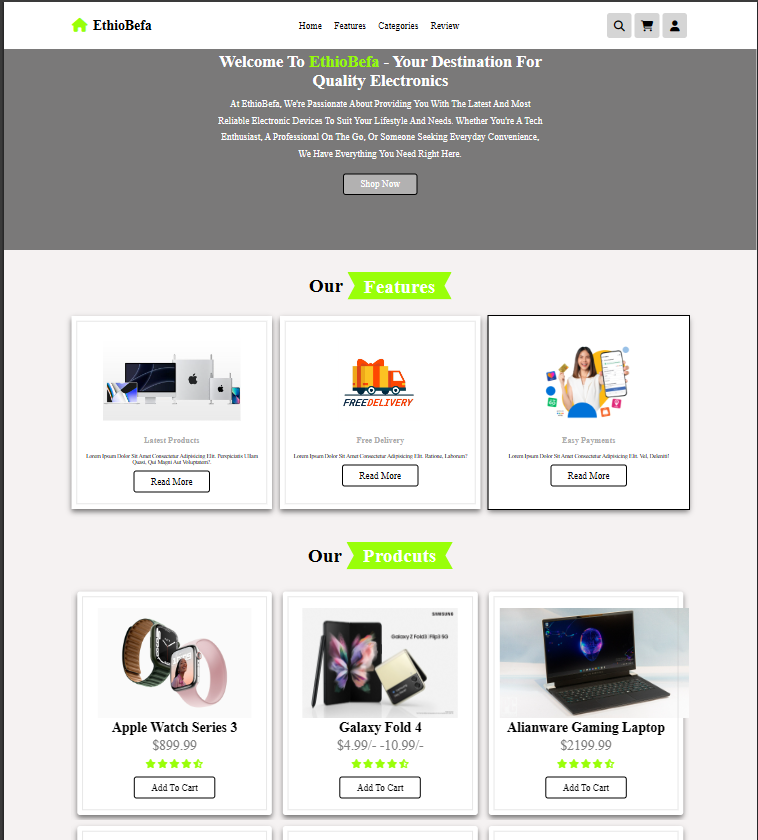 EthioBefa
Home Features Categories Review
Welcome To EthioBefa - Your Destination For
Quality Electronics
At EthioBefa, We're Passionate About Providing You With The Latest And Most
Reliable Electronic Devices To Suit Your Lifestyle And Needs. Whether You're A Tech
Enthusiast, A Professional On The Go, Or Someone Seeking Everyday Convenience,
We Have Everything You Need Right Here.
Shop Now
Our Features
FREEDELIVERY
Latest Products
Lorem Ipsum Dolor Sit Amet Consectetur Adipisicing Elit. Perspiciatis Ullam
Quasi, Qui Magni Aut Voluptatem?.
Read More
Free Delivery
Lorem Ipsum Dolor Sit Amet Consectetur Adipisicing Elit. Ratione, Laborum?
Read More
Easy Payments
Lorem Ipsum Dolor Sit Amet Consectetur Adipisicing Elit. Vel, Deleniti!
Read More
Our Prodcuts
SAMSUNG
Galaxy Z Fold3 | Flip3 5G
Apple Watch Series 3
$899.99
Add To Cart
Galaxy Fold 4
$4.99/- -10.99/-
Add To Cart
Alianware Gaming Laptop
$2199.99
Add To Cart